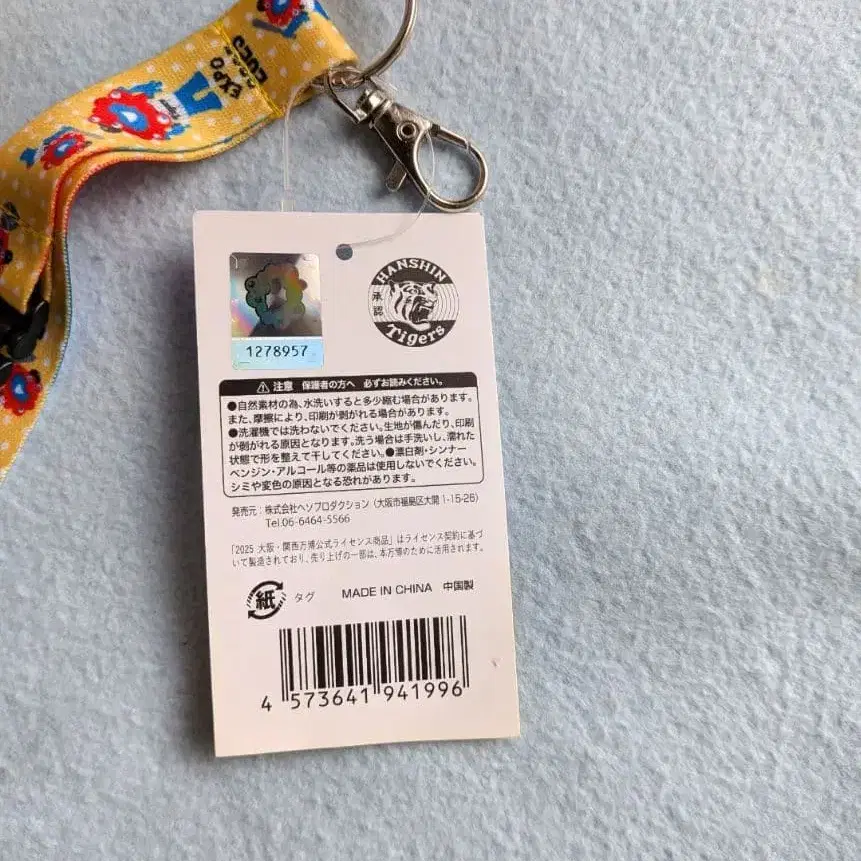 EXPO
2025
1278957
HANSHIN
承認
Tigers
注意 保護者の方へ 必ずお読みください。
●自然素材の為、水洗いすると多少縮む場合があります。
また、摩擦により、印刷が剥がれる場合があります。
●洗濯機では洗わないでください。生地が傷んだり、印刷
が剥がれる原因となります。洗う場合は手洗いし、濡れた
状態で形を整えて干してください。●漂白剤・シンナー
ベンジン・アルコール等の薬品は使用しないでください。
シミや変色の原因となる恐れがあります。
発売元：株式会社ヘソプロダクション（大阪市福島区大開 1-15-26）
Tel.06-6464-5566
「2025 大阪・関西万博公式ライセンス商品」はライセンス契約に基づ
いて製造されており、売り上げの一部は、本万博のために活用されます。
紙 タグ MADE IN CHINA 中国製
4 573641 941996